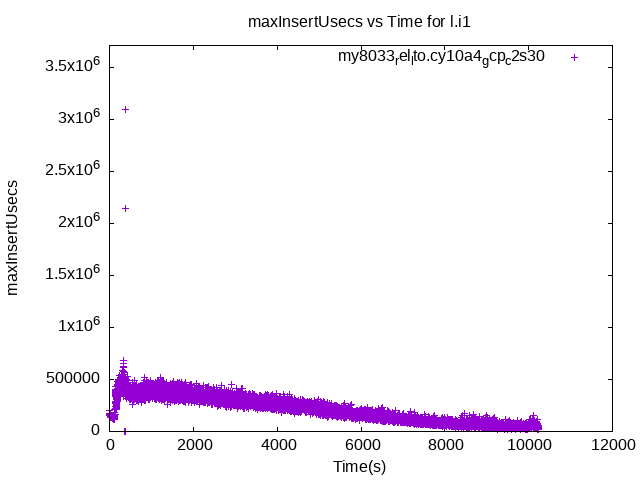 maxInsertUsecs vs Time for l.i1
my8033_rel_lto.cy10a4_gcp_c2s30
3.5x10^6
3x10^6
2.5x10^6
2x10^6
1.5x10^6
1x10^6
500000
0
maxInsertUsecs
0 2000 4000 6000 8000 10000 12000
Time(s)